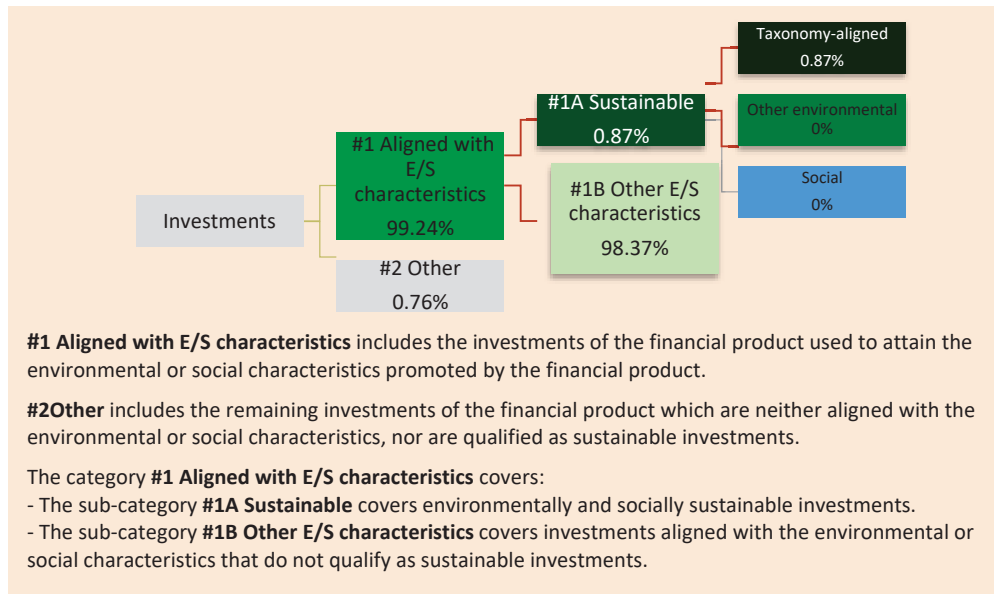 Taxonomy-aligned
0.87%
#1A Sustainable
0.87%
Other environmental
0%
#1 Aligned with
E/S
characteristics
99.24%
#1B Other E/S
characteristics
98.37%
Social
0%
Investments
#2 Other
0.76%
#1 Aligned with E/S characteristics includes the investments of the financial product used to attain the
environmental or social characteristics promoted by the financial product.
#2Other includes the remaining investments of the financial product which are neither aligned with the
environmental or social characteristics, nor are qualified as sustainable investments.
The category #1 Aligned with E/S characteristics covers:
- The sub-category #1A Sustainable covers environmentally and socially sustainable investments.
- The sub-category #1B Other E/S characteristics covers investments aligned with the environmental or
social characteristics that do not qualify as sustainable investments.